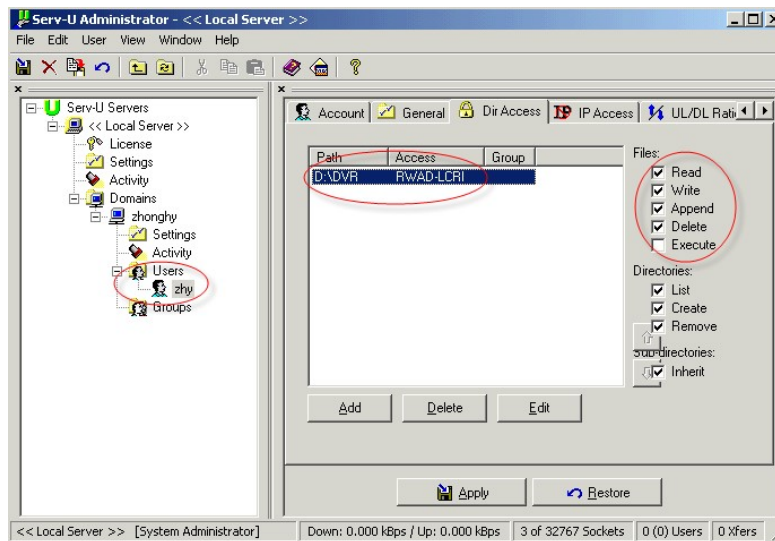 Serv-U Administrator - << Local Server >>
File Edit User View Window Help
Serv-U Servers
<< Local Server >>
License
Settings
Activity
Domains
zhonghy
Settings
Activity
Users
zhy
Groups
Account General Dir Access IP Access UL/DL Rati
Path Access Group
D:\DVR RWAD-LCRI
Files:
Read
Write
Append
Delete
Execute
Directories:
List
Create
Remove
Sub-directories:
Inherit
Add Delete Edit
Apply Restore
<< Local Server >> [System Administrator] Down: 0.000 kBps / Up: 0.000 kBps 3 of 32767 Sockets 0 (0) Users 0 Xfers